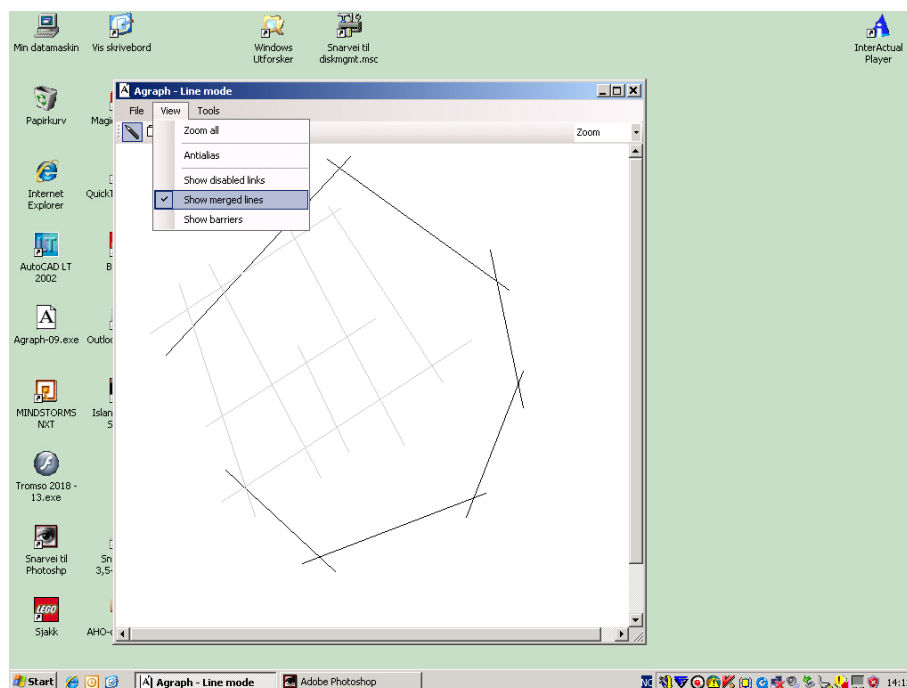 Min datamaskin
Vis skrivebord
Windows
Utforsker
Snarvei til
diskmgmt.msc
InterActual
Player
Papirkurv
Internet
Explorer
AutoCAD LT
2002
Agraph-09.exe
MINDSTORMS
NXT
Tromso 2018 -
13.exe
Snarvei til
Photoshp
LEGO
Sjakk
Agraph - Line mode
File View Tools
Zoom all
Antialias
Show disabled links
Show merged lines
Show barriers
Zoom
Start
Agraph - Line mode
Adobe Photoshop
NO